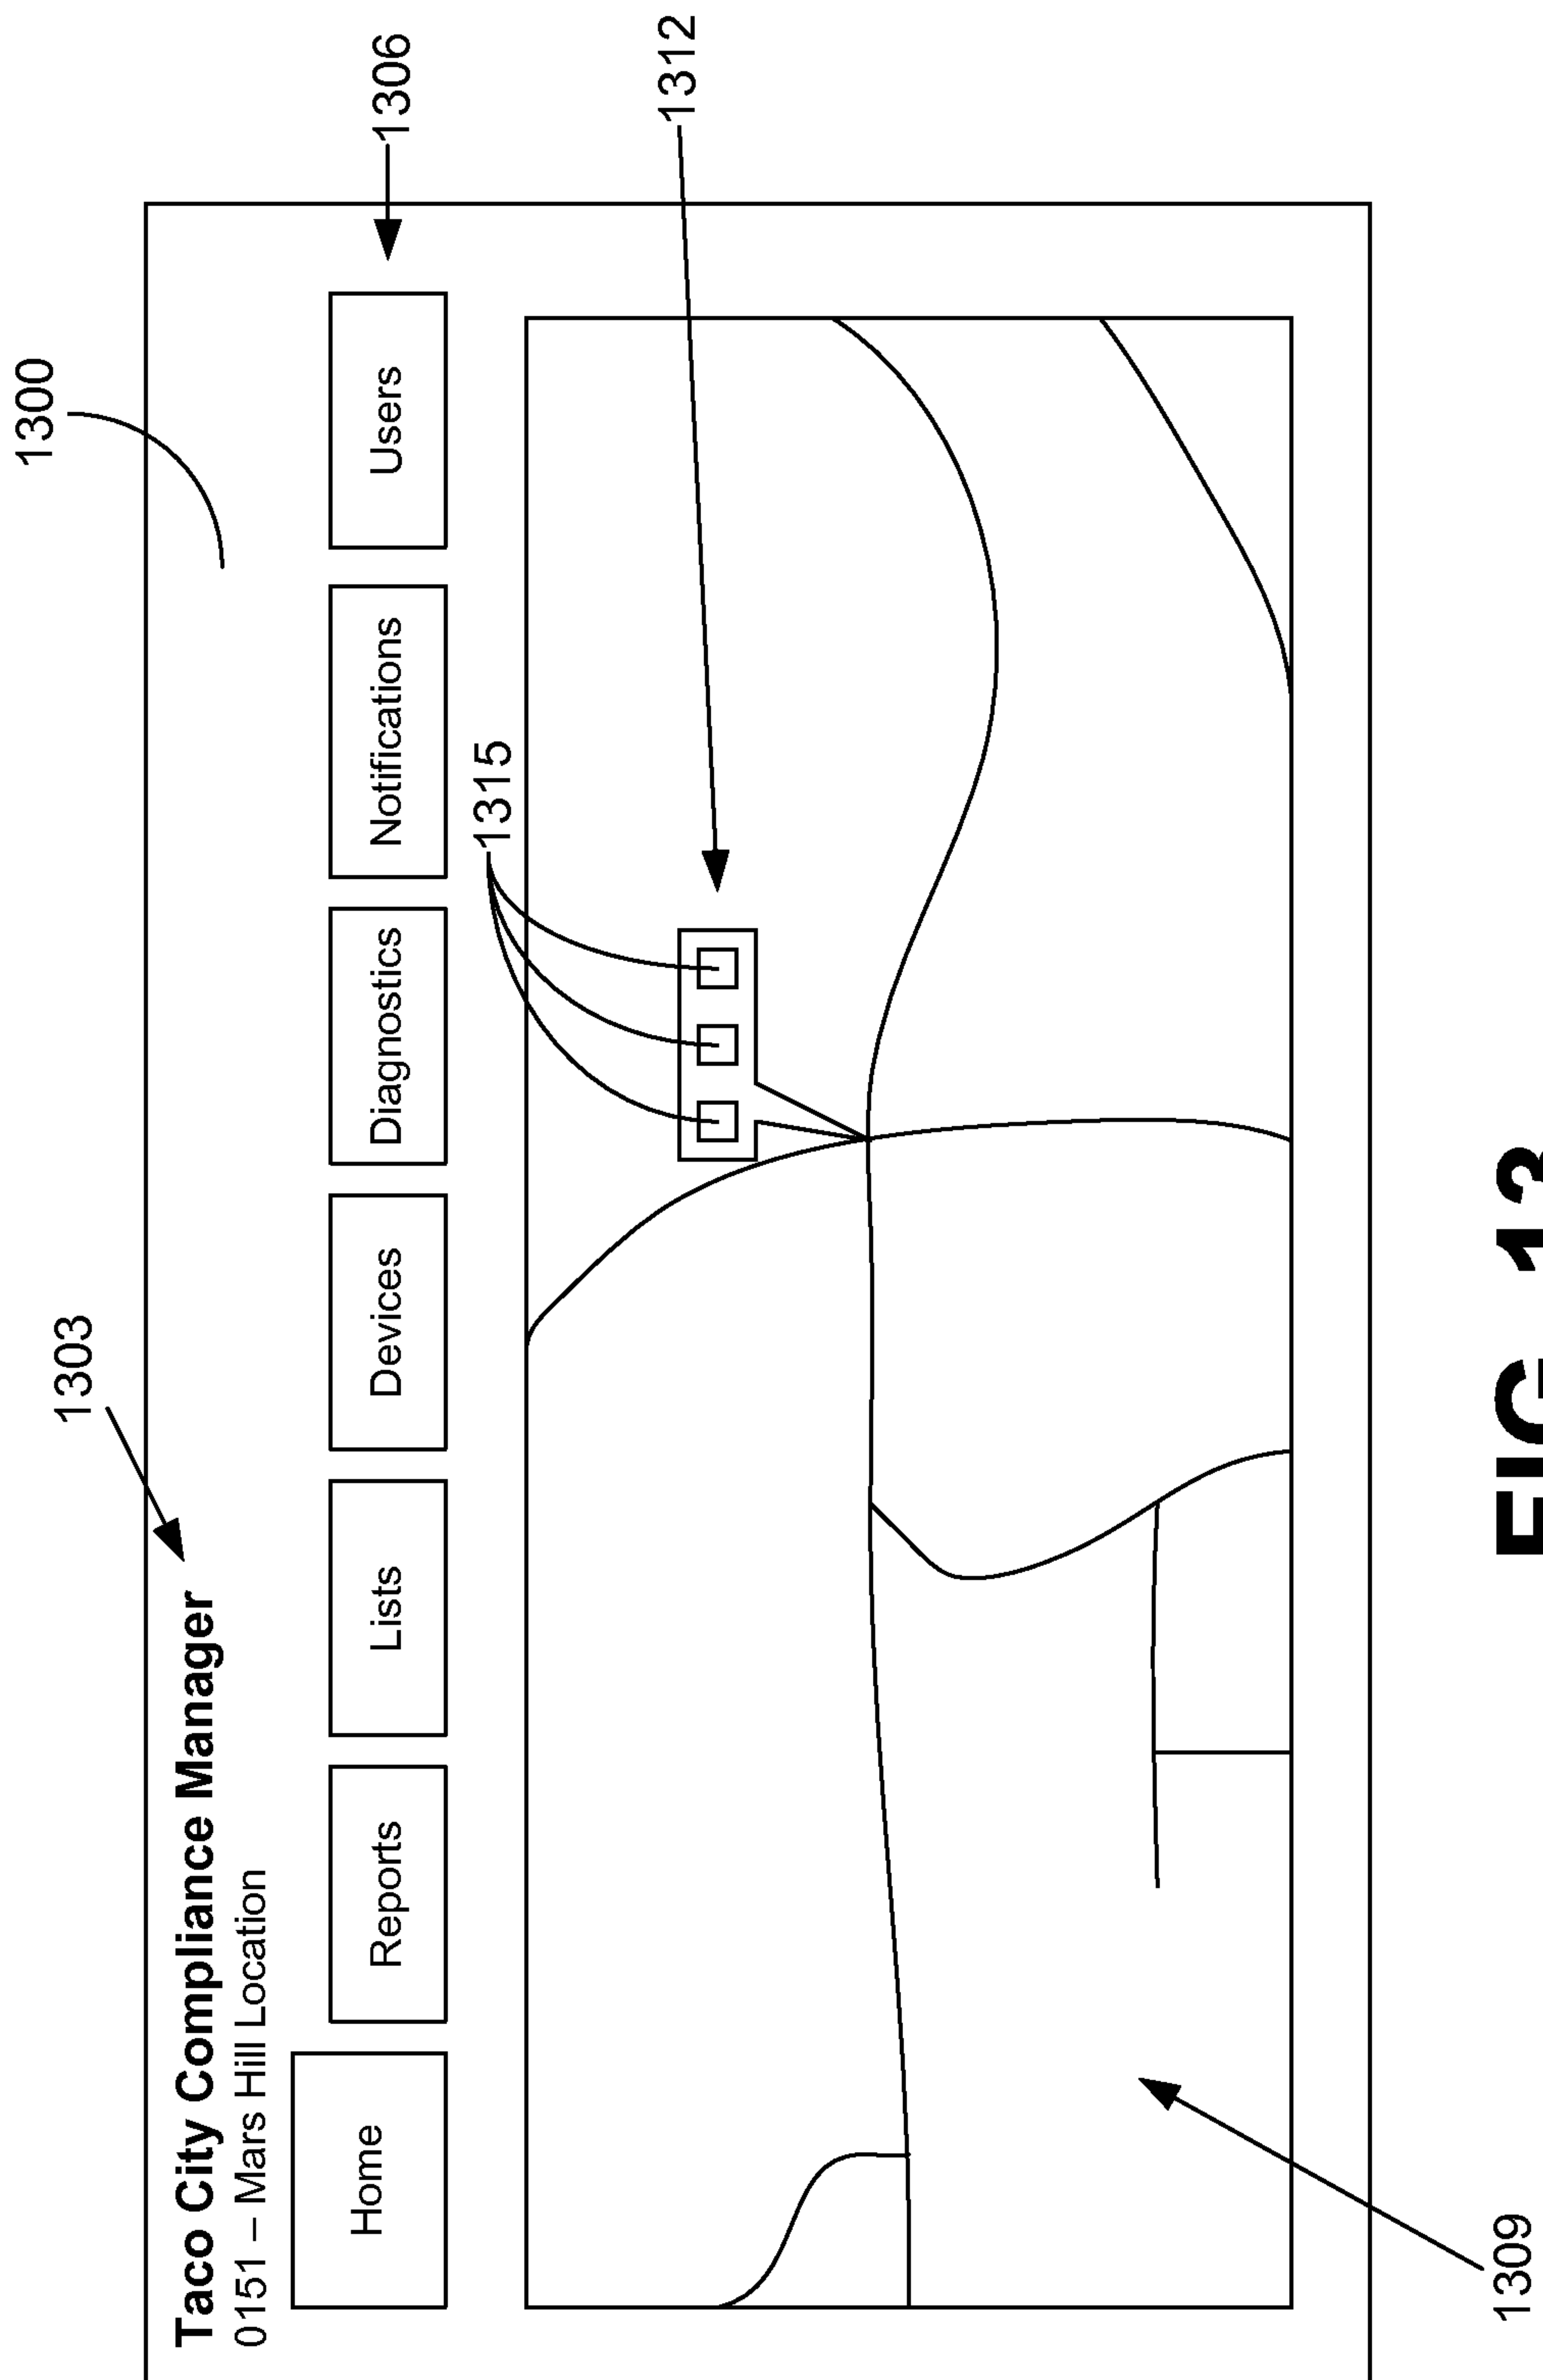 1300
1303
Taco City Compliance Manager
0151 – Mars Hill Location
1306
Home
Reports
Lists
Devices
Diagnostics
Notifications
Users
1315
1312
1309
FIG. 13